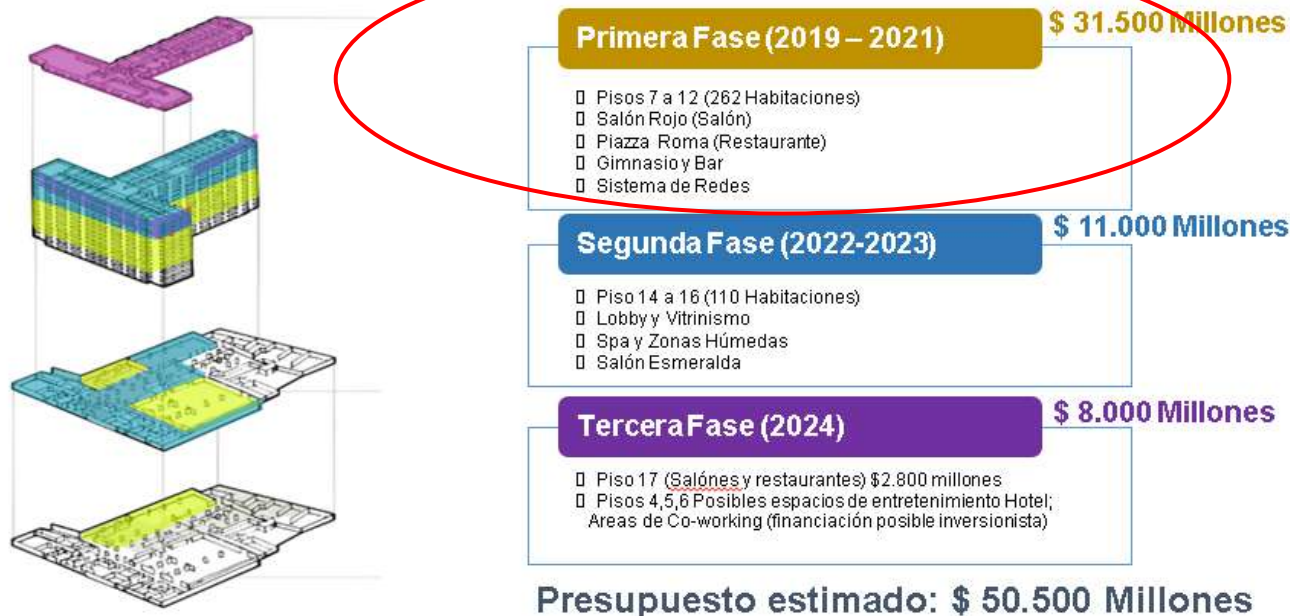 Primera Fase (2019 – 2021)
$ 31.500 Millones
Pisos 7 a 12 (262 Habitaciones)
Salón Rojo (Salón)
Piazza Roma (Restaurante)
Gimnasio y Bar
Sistema de Redes
Segunda Fase (2022-2023)
$ 11.000 Millones
Piso 14 a 16 (110 Habitaciones)
Lobby y Vitrinismo
Spa y Zonas Húmedas
Salón Esmeralda
Tercera Fase (2024)
$ 8.000 Millones
Piso 17 (Salónes y restaurantes) $2.800 millones
Pisos 4,5,6 Posibles espacios de entretenimiento Hotel;
Areas de Co-working (financiación posible inversionista)
Presupuesto estimado: $ 50.500 Millones